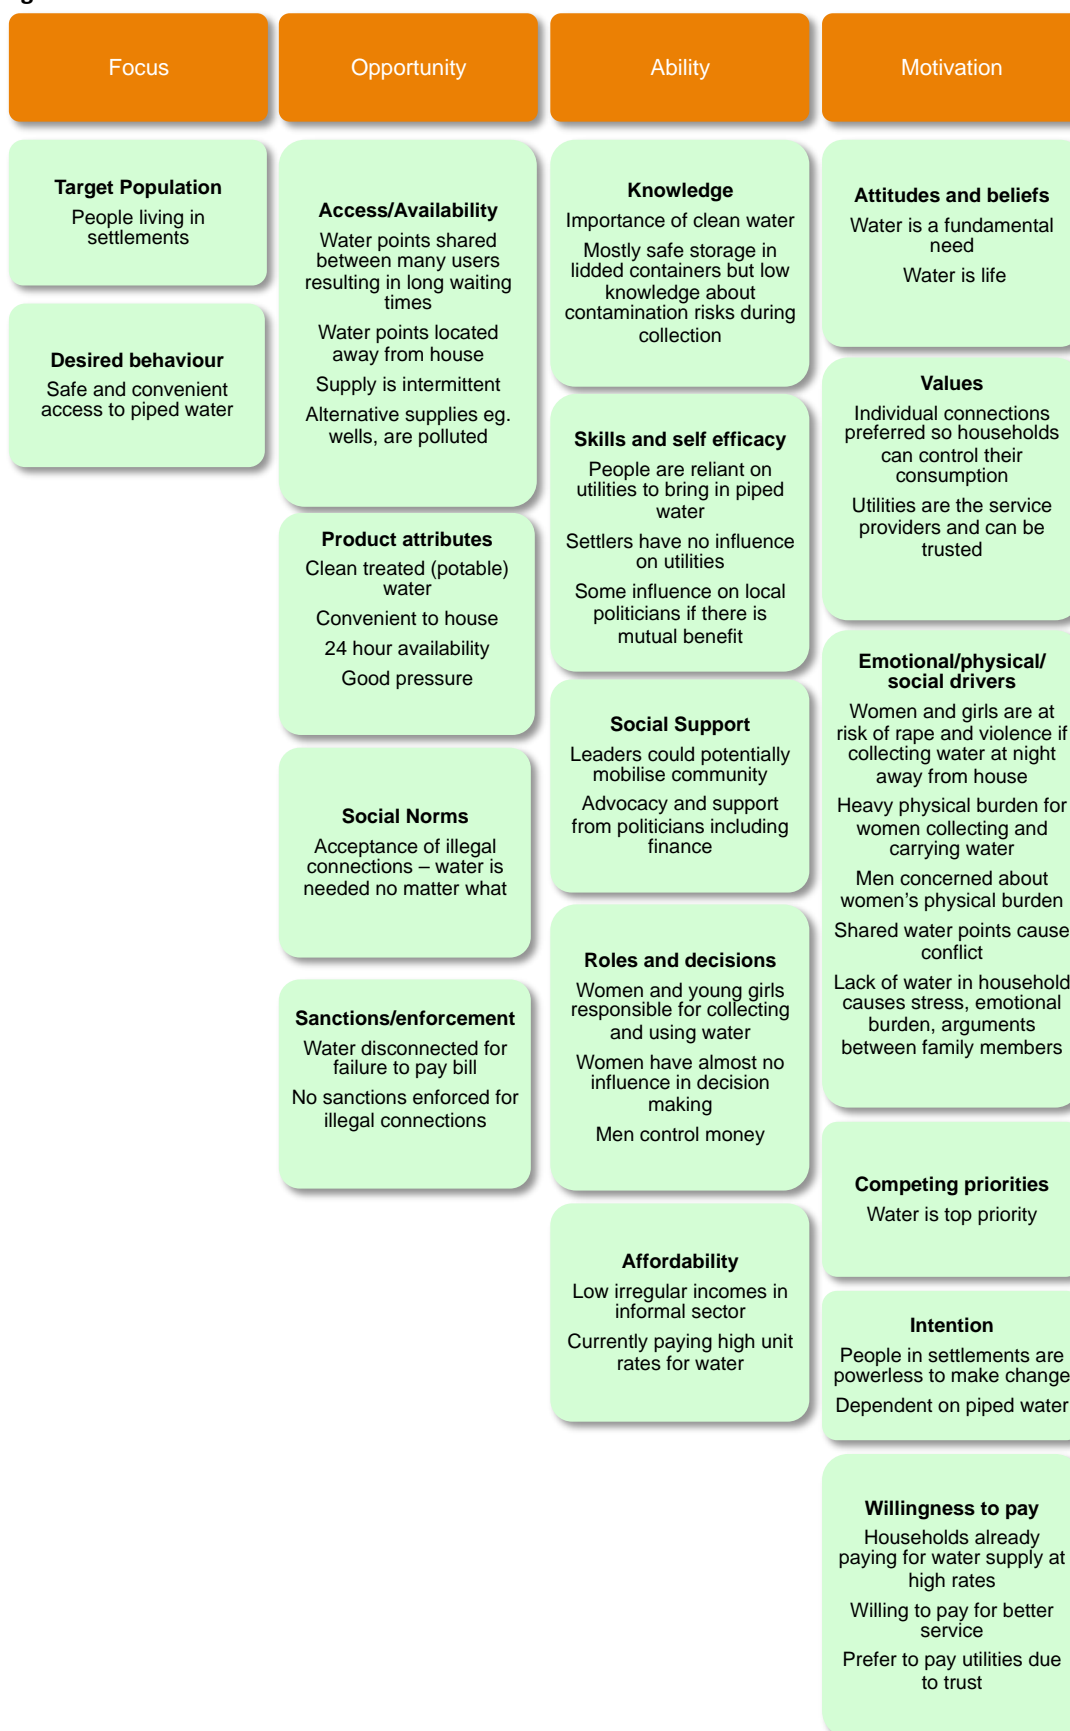 Focus
Opportunity
Ability
Motivation
Target Population
People living in
settlements
Desired behaviour
Safe and convenient
access to piped water
Access/Availability
Water points shared
between many users
resulting in long waiting
times
Water points located
away from house
Supply is intermittent
Alternative supplies eg.
wells, are polluted
Product attributes
Clean treated (potable)
water
Convenient to house
24 hour availability
Good pressure
Social Norms
Acceptance of illegal
connections – water is
needed no matter what
Sanctions/enforcement
Water disconnected for
failure to pay bill
No sanctions enforced for
illegal connections
Knowledge
Importance of clean water
Mostly safe storage in
lidded containers but low
knowledge about
contamination risks during
collection
Skills and self efficacy
People are reliant on
utilities to bring in piped
water
Settlers have no influence
on utilities
Some influence on local
politicians if there is
mutual benefit
Social Support
Leaders could potentially
mobilise community
Advocacy and support
from politicians including
finance
Roles and decisions
Women and young girls
responsible for collecting
and using water
Women have almost no
influence in decision
making
Men control money
Affordability
Low irregular incomes in
informal sector
Currently paying high unit
rates for water
Attitudes and beliefs
Water is a fundamental
need
Water is life
Values
Individual connections
preferred so households
can control their
consumption
Utilities are the service
providers and can be
trusted
Emotional/physical/
social drivers
Women and girls are at
risk of rape and violence if
collecting water at night
away from house
Heavy physical burden for
women collecting and
carrying water
Men concerned about
women's physical burden
Shared water points cause
conflict
Lack of water in household
causes stress, emotional
burden, arguments
between family members
Competing priorities
Water is top priority
Intention
People in settlements are
powerless to make change
Dependent on piped water
Willingness to pay
Households already
paying for water supply at
high rates
Willing to pay for better
service
Prefer to pay utilities due
to trust